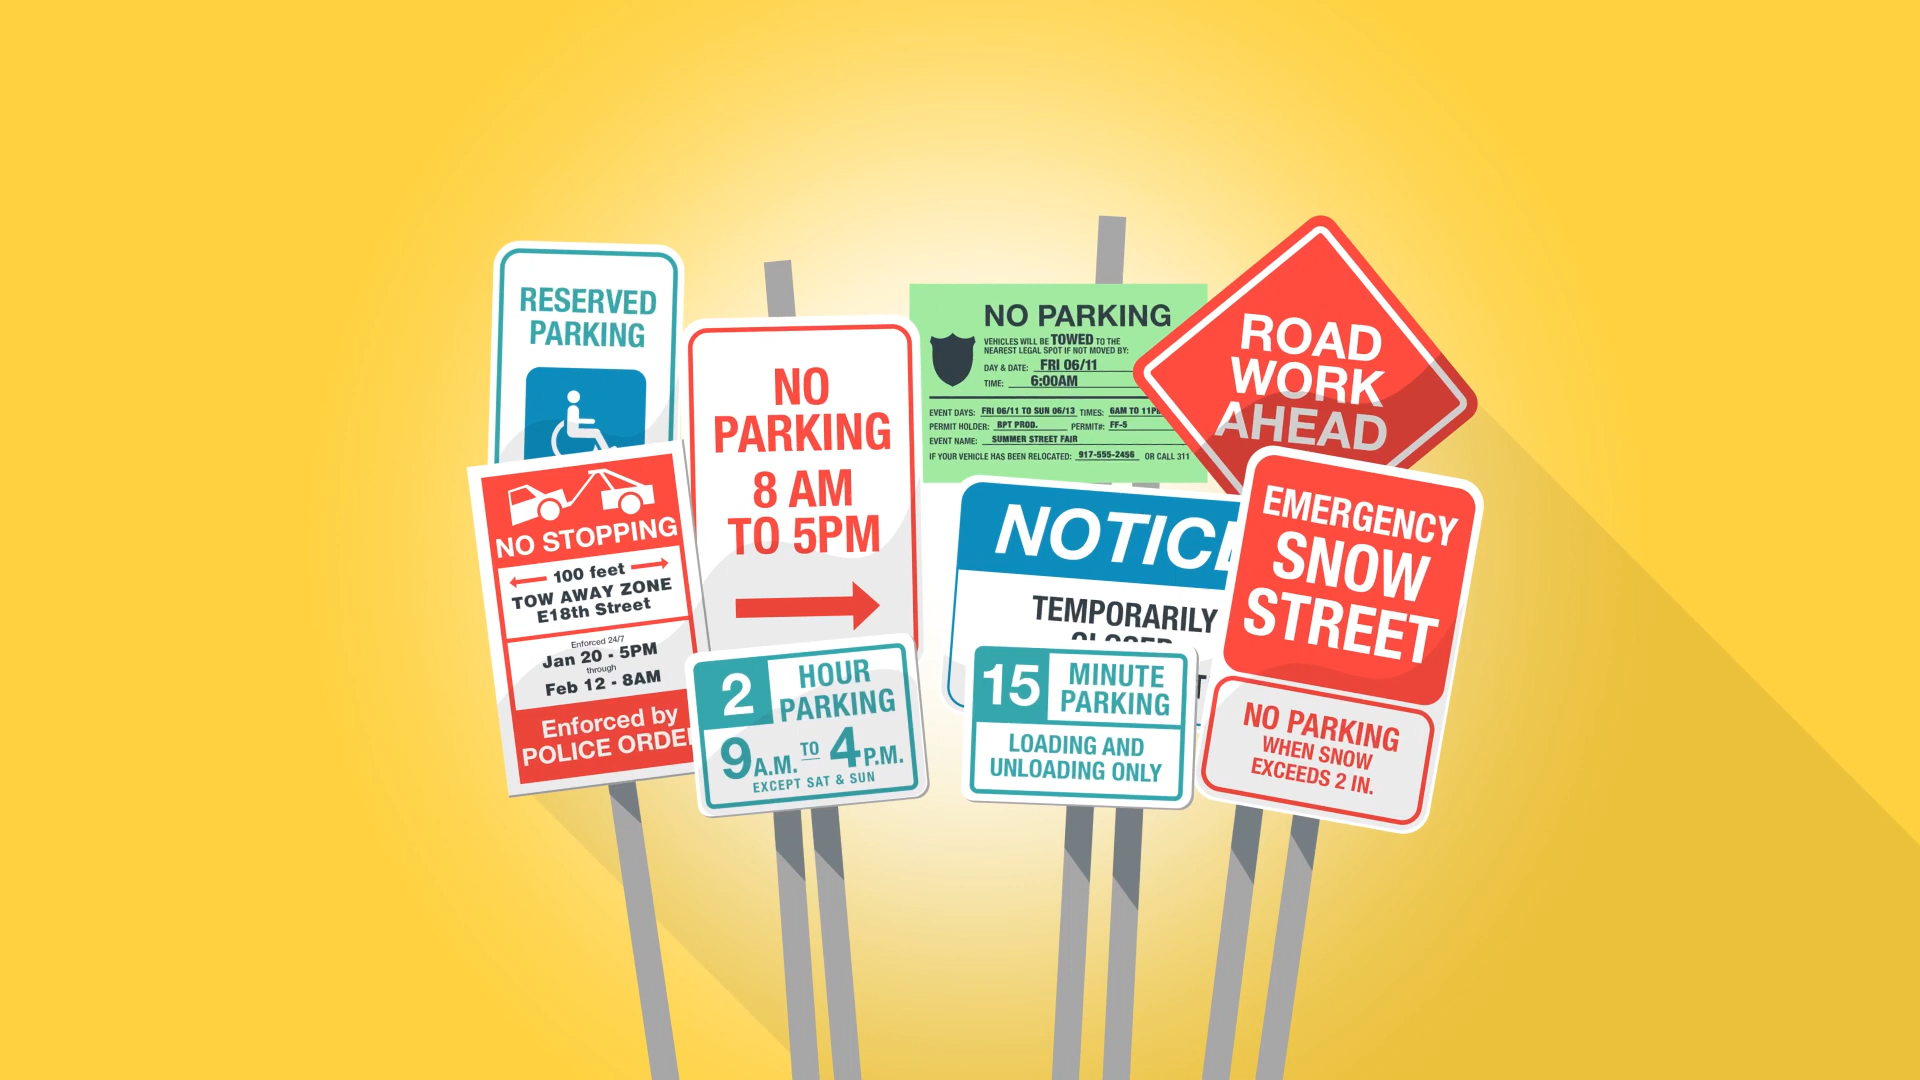 RESERVED
PARKING
NO STOPPING
100 feet
TOW AWAY ZONE
E18th Street
Enforced 24/7
Jan 20 - 5PM
through
Feb 12 - 8AM
Enforced by
POLICE ORDER
NO
PARKING
8 AM
TO 5PM
2 HOUR
PARKING
9 A.M. TO 4 P.M.
EXCEPT SAT & SUN
NO PARKING
VEHICLES WILL BE TOWED TO THE
NEAREST LEGAL SPOT IF NOT MOVED BY:
DAY & DATE: FRI 06/11
TIME: 6:00AM
EVENT DAYS: FRI 06/11 TO SUN 06/13 TIMES: 6AM TO 11PM
PERMIT HOLDER: BPT PROD. PERMIT#: FF-5
EVENT NAME: SUMMER STREET FAIR
IF YOUR VEHICLE HAS BEEN RELOCATED: 917-555-2456 OR CALL 311
NOTICE
TEMPORARILY
CLOSED
15 MINUTE
PARKING
LOADING AND
UNLOADING ONLY
ROAD
WORK
AHEAD
EMERGENCY
SNOW
STREET
NO PARKING
WHEN SNOW
EXCEEDS 2 IN.